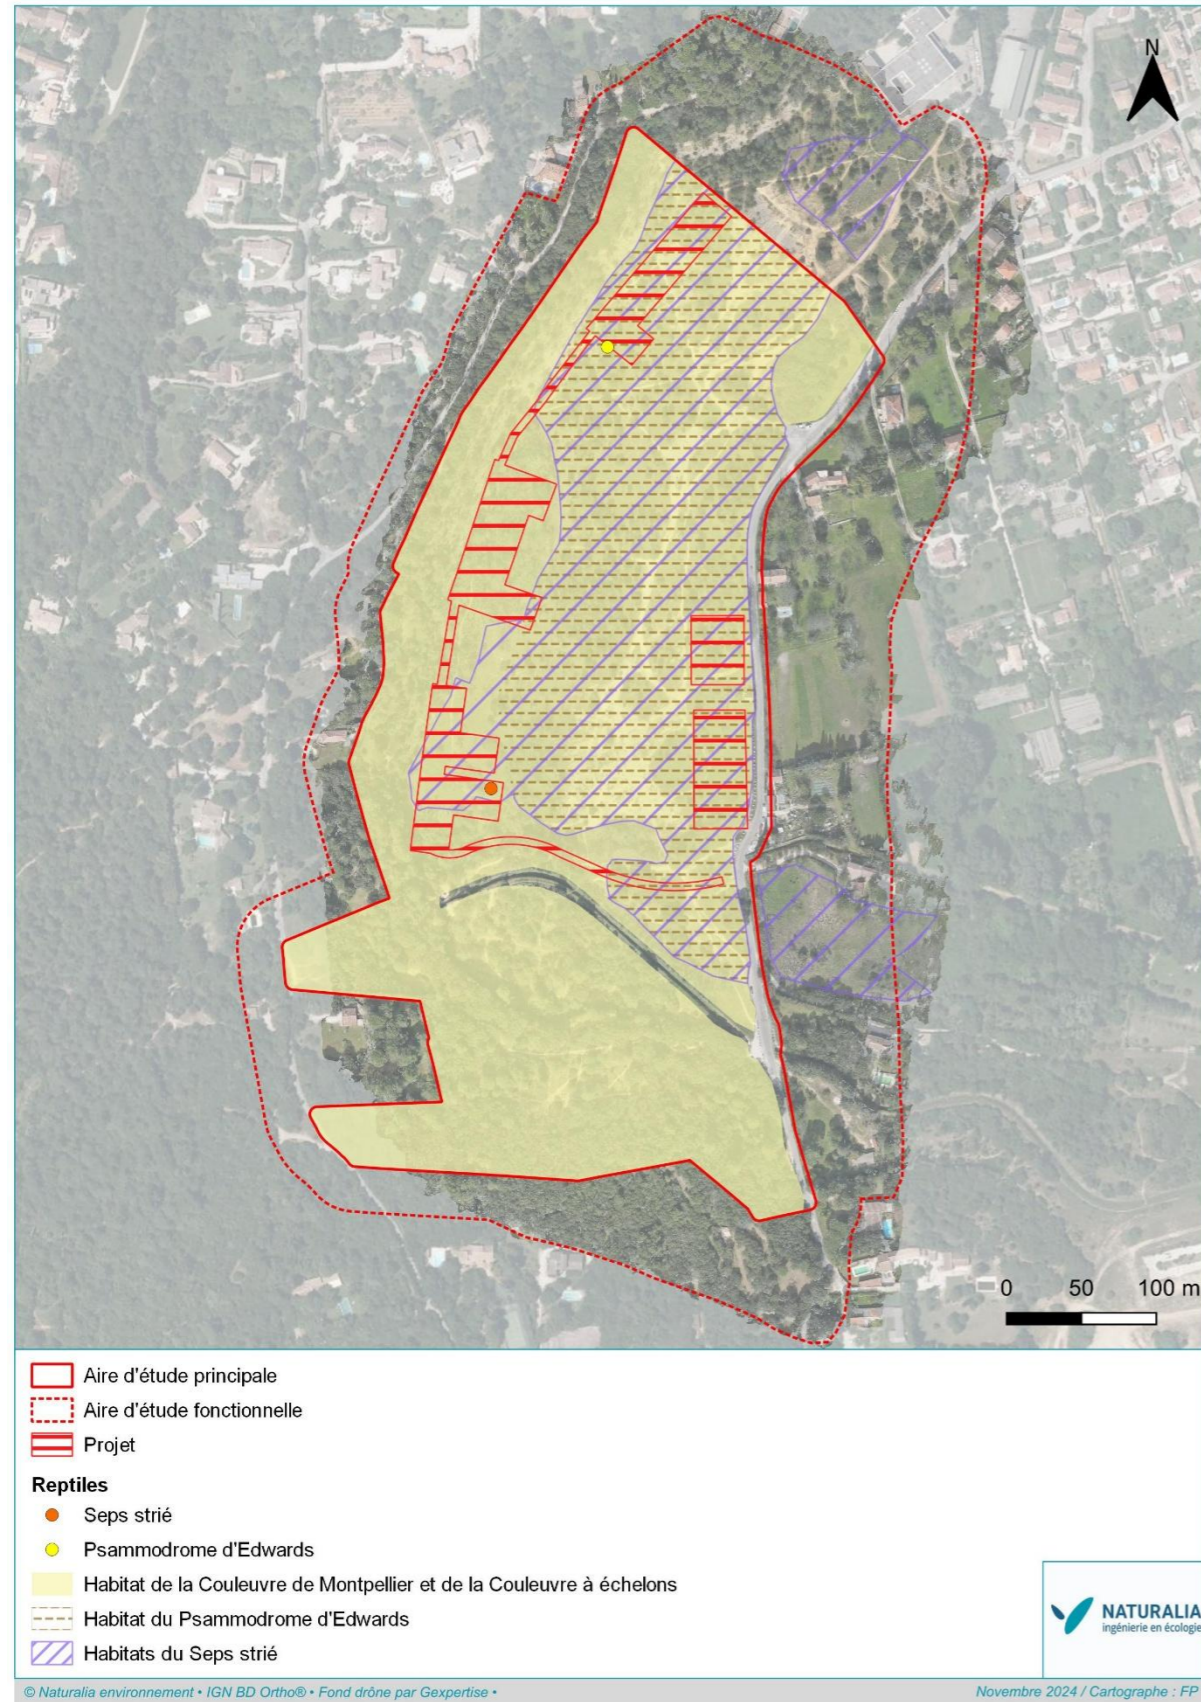 N
0 50 100 m
Aire d'étude principale
Aire d'étude fonctionnelle
Projet
Reptiles
Seps strié
Psammodrome d'Edwards
Habitat de la Couleuvre de Montpellier et de la Couleuvre à échelons
Habitat du Psammodrome d'Edwards
Habitats du Seps strié
NATURALIA
ingénierie en écologie
© Naturalia environnement • IGN BD Ortho® • Fond drône par Gexpertise •
Novembre 2024 / Cartographe : FP